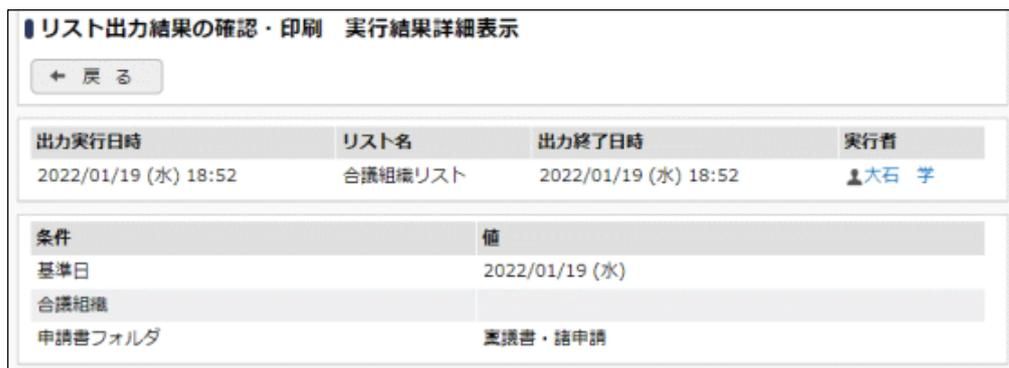 リスト出力結果の確認・印刷　実行結果詳細表示
← 戻 る
出力実行日時 リスト名 出力終了日時 実行者
2022/01/19 (水) 18:52 合議組織リスト 2022/01/19 (水) 18:52 大石　学
条件 値
基準日 2022/01/19 (水)
合議組織
申請書フォルダ 稟議書・諸申請